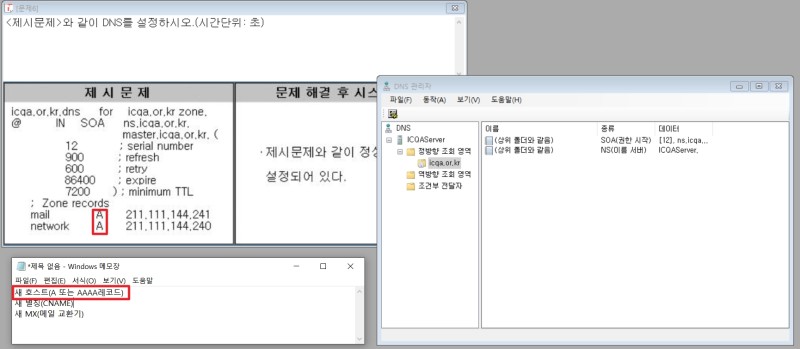 [문제6]
<제시문제>와 같이 DNS를 설정하시오.(시간단위: 초)
제 시 문 제
문제 해결 후 시스
icqa.or.kr.dns for icqa.or.kr zone.
@ IN SOA ns.icqa.or.kr.
master.icqa.or.kr. (
12 ; serial number
900 ; refresh
600 ; retry
86400 ; expire
7200 ) ; minimum TTL
; Zone records
mail A 211.111.144.241
network A 211.111.144.240
·제시문제와 같이 정상
설정되어 있다.
DNS 관리자
파일(F) 동작(A) 보기(V) 도움말(H)
DNS
ICQAServer
정방향 조회 영역
icqa.or.kr
역방향 조회 영역
조건부 전달자
이름 종류 데이터
(상위 폴더와 같음) SOA(권한 시작) [12], ns.icqa....
(상위 폴더와 같음) NS(이름 서버) ICQAServer.
*제목 없음 - Windows 메모장
파일(F) 편집(E) 서식(O) 보기(V) 도움말
새 호스트(A 또는 AAAA레코드)
새 별칭(CNAME)
새 MX(메일 교환기)